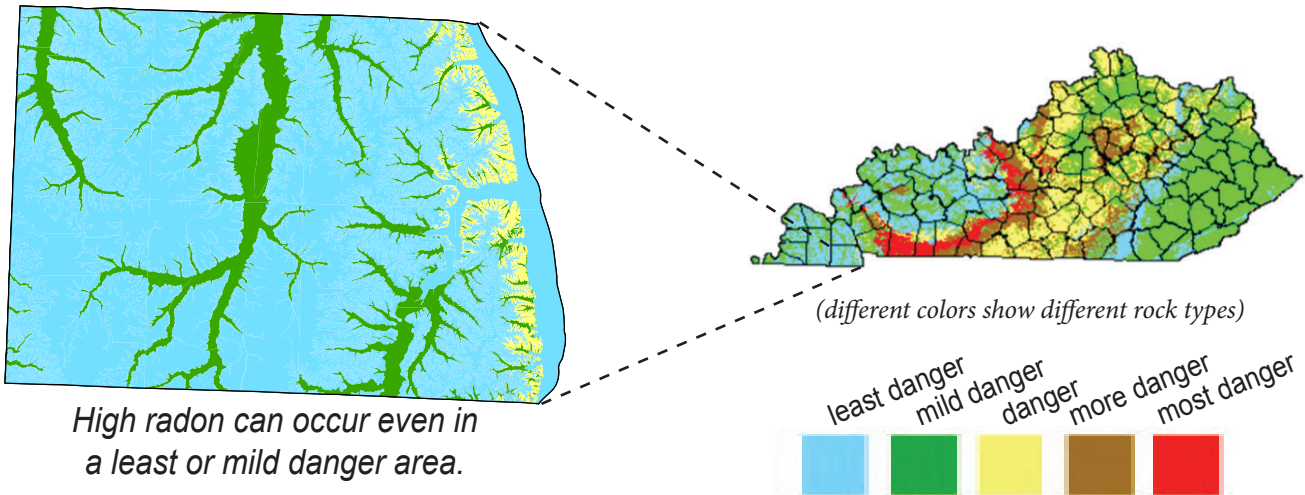 (different colors show different rock types)
High radon can occur even in
a least or mild danger area.
least danger
mild danger
danger
more danger
most danger